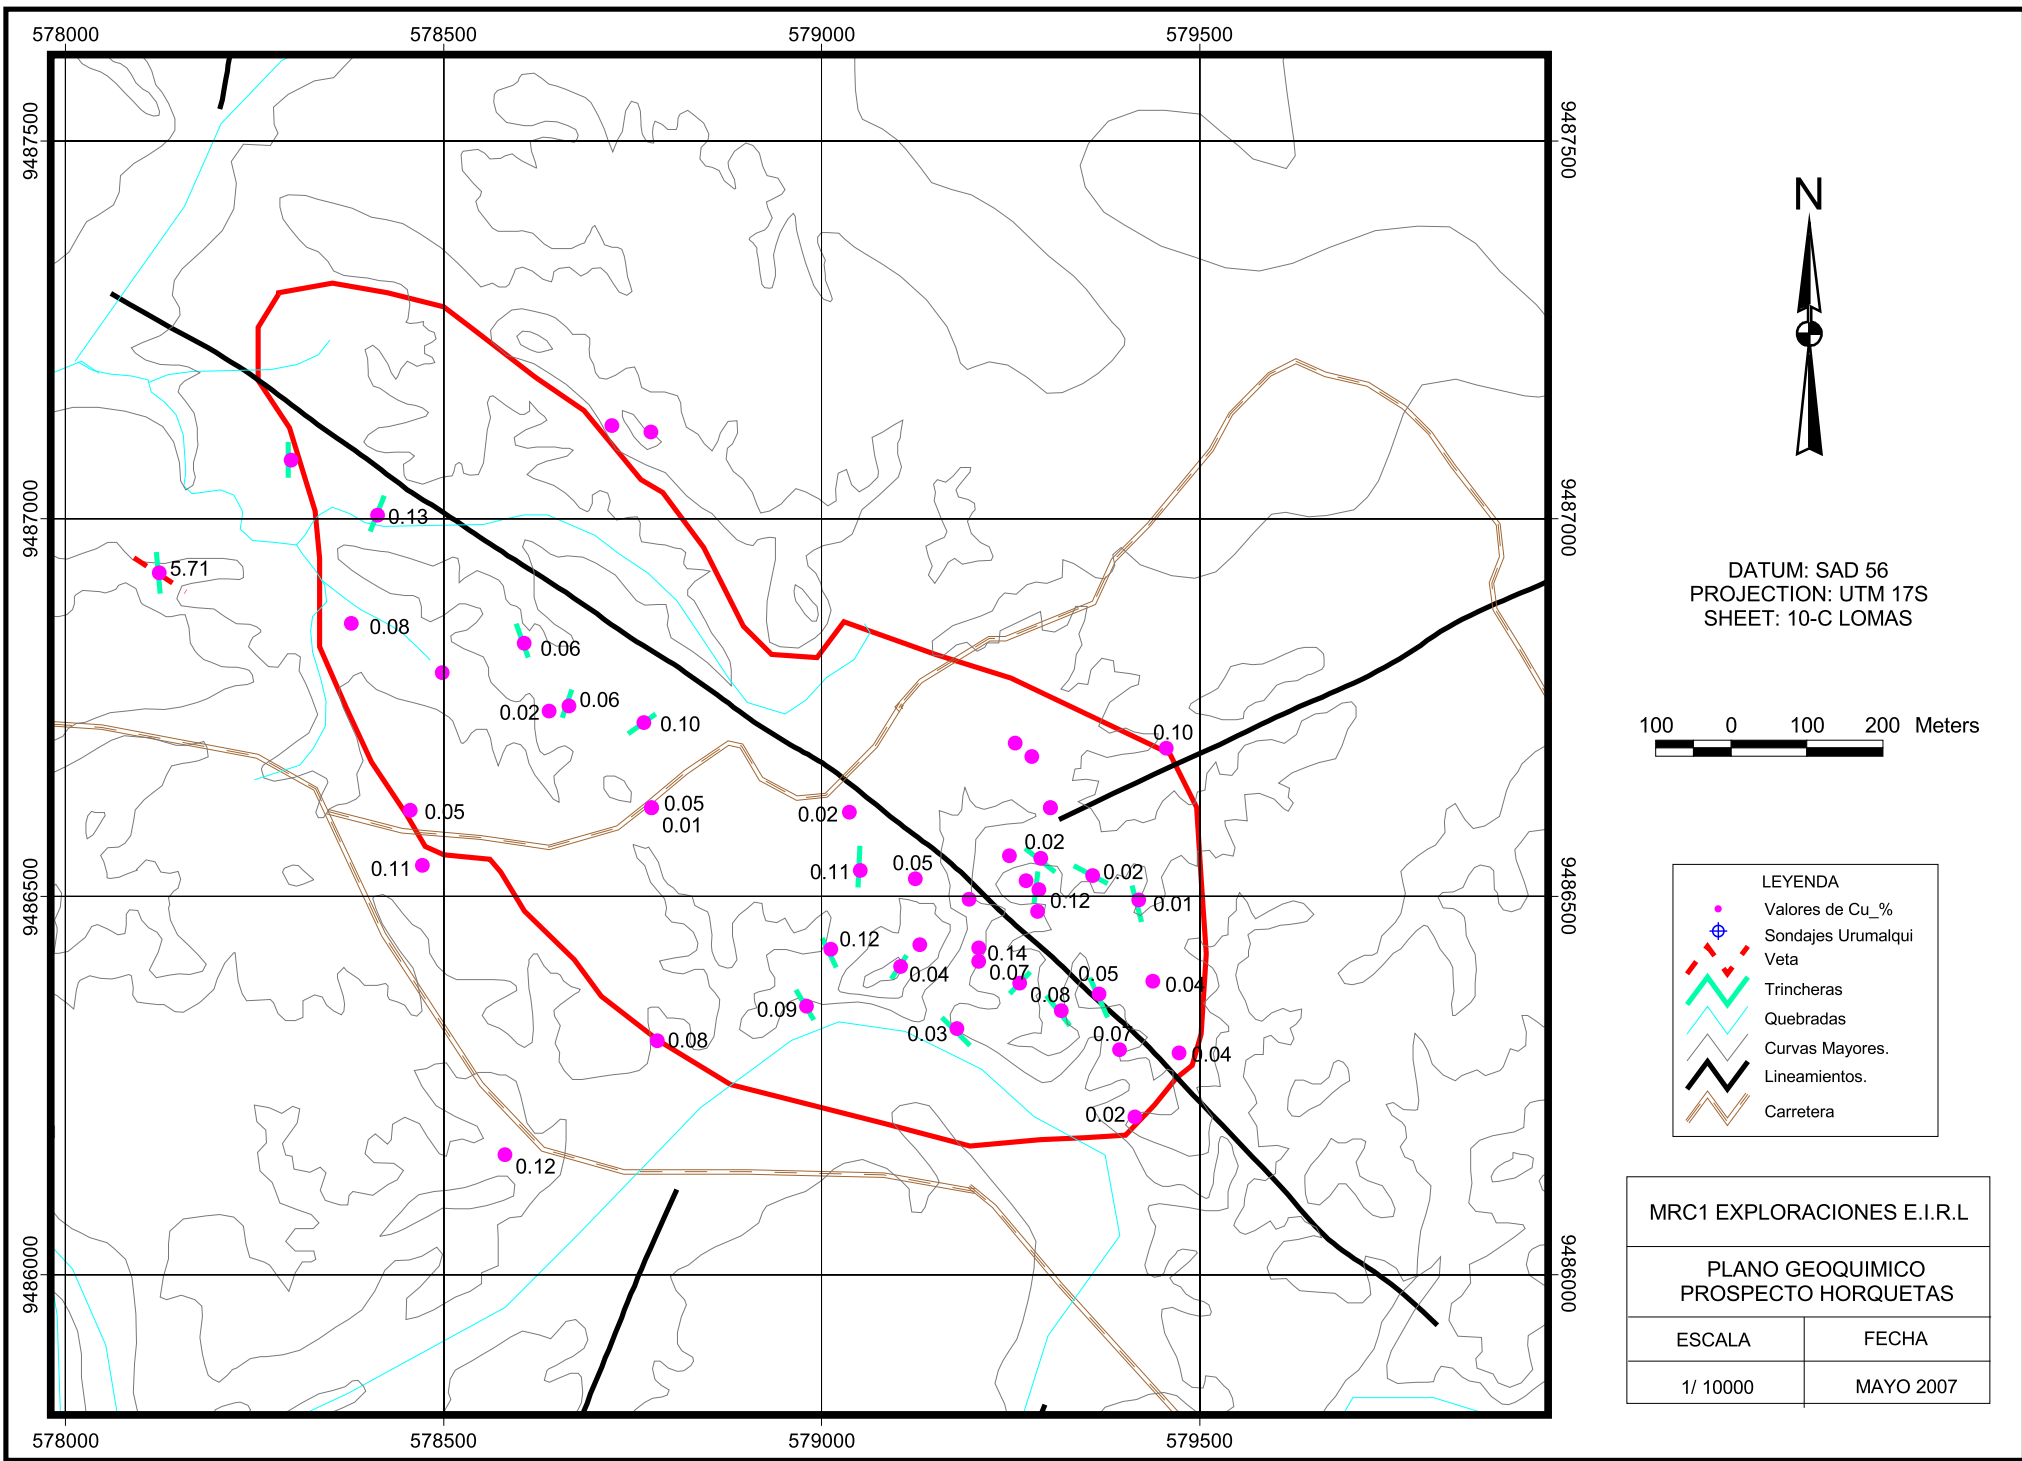 578000 578500 579000 579500
9487500 9487500
N
0.13
9487000 9487000
5.71
0.08
0.06
0.06
0.02
0.10
0.10
0.05
0.05
0.01
0.02
0.02
0.11
0.11
0.05
0.02
0.12
0.01
9486500 9486500
0.12
0.14
0.04
0.07
0.05
0.04
0.08
0.09
0.03
0.07
0.08
0.04
0.02
0.12
9486000 9486000
578000 578500 579000 579500
DATUM: SAD 56
PROJECTION: UTM 17S
SHEET: 10-C LOMAS
100 0 100 200 Meters
LEYENDA
Valores de Cu_%
Sondajes Urumalqui
Veta
Trincheras
Quebradas
Curvas Mayores.
Lineamientos.
Carretera
MRC1 EXPLORACIONES E.I.R.L
PLANO GEOQUIMICO
PROSPECTO HORQUETAS
ESCALA FECHA
1/ 10000 MAYO 2007